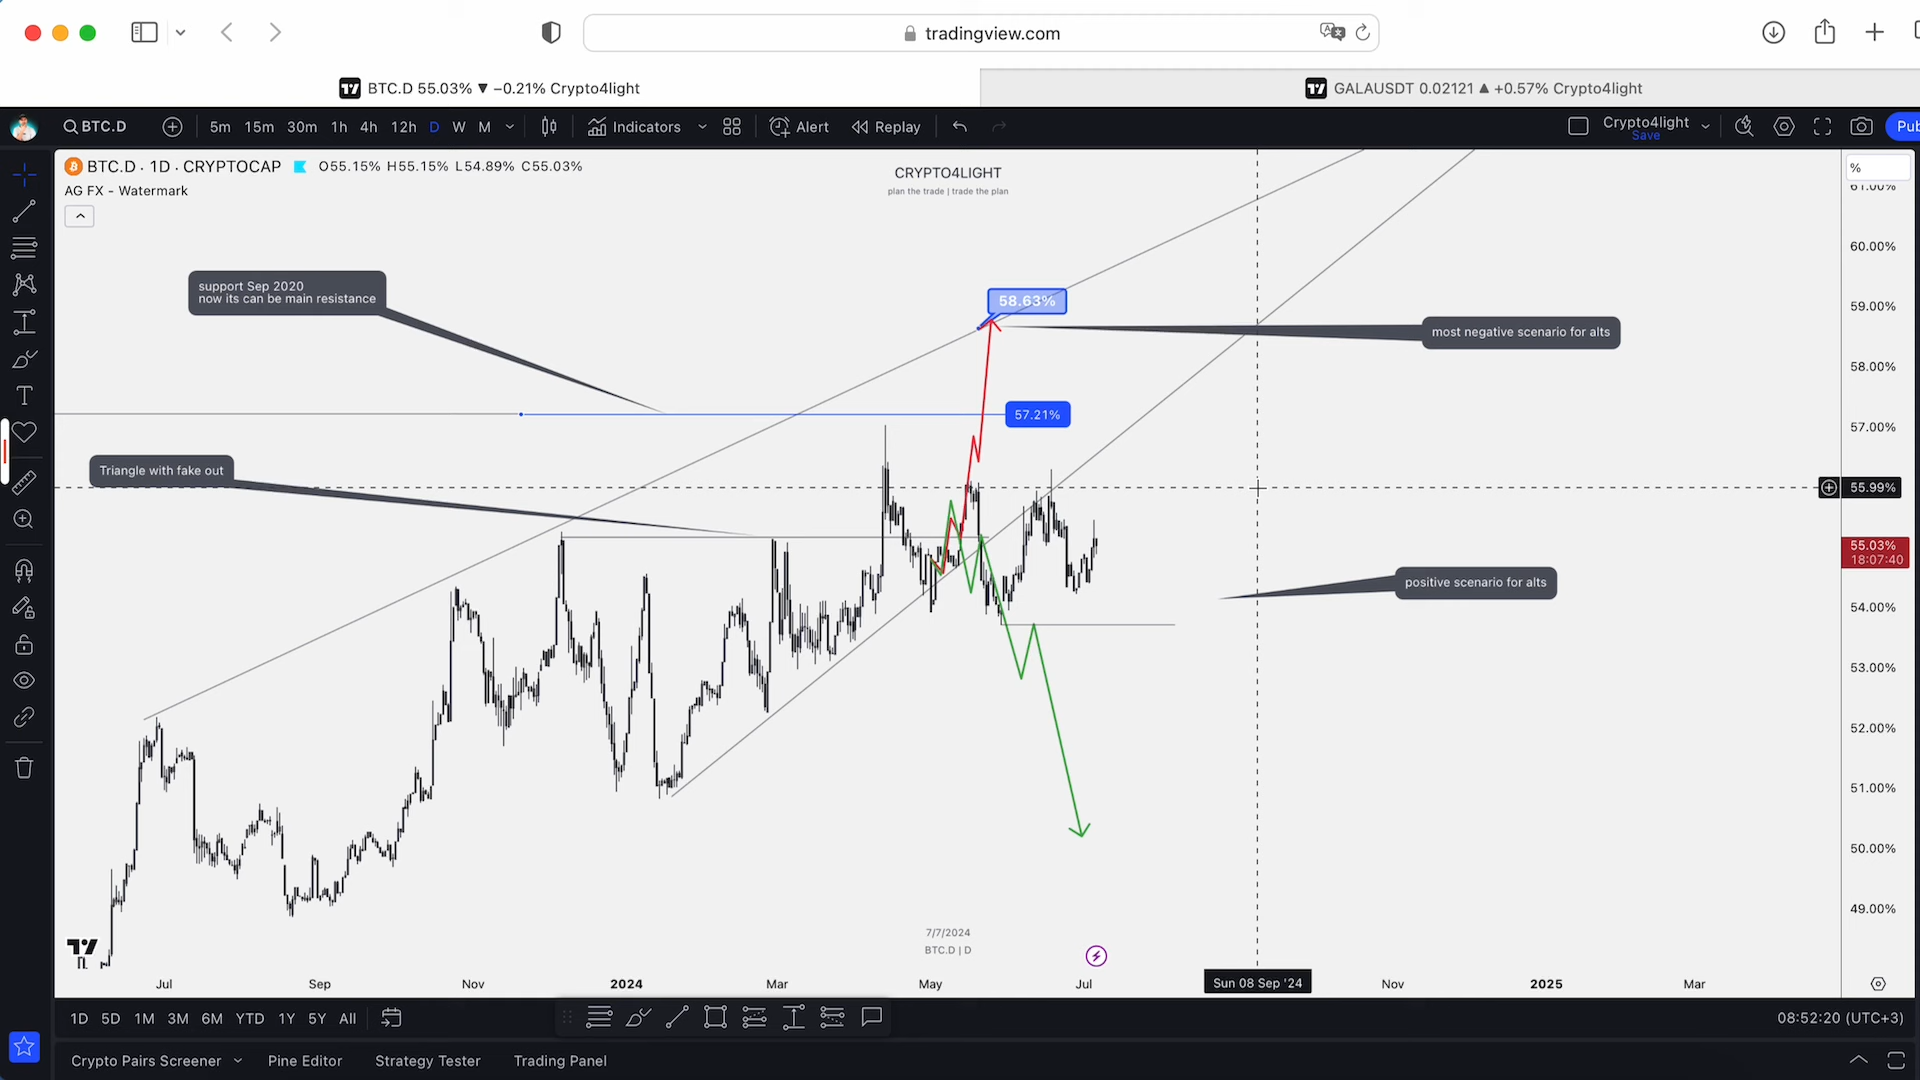 tradingview.com
BTC.D 55.03% ▼ −0.21% Crypto4light
GALAUSDT 0.02121 ▲ +0.57% Crypto4light
BTC.D
5m 15m 30m 1h 4h 12h D W M
Indicators
Alert
Replay
Crypto4light
Save
Pub
BTC.D · 1D · CRYPTOCAP O55.15% H55.15% L54.89% C55.03%
AG FX - Watermark
CRYPTO4LIGHT
plan the trade | trade the plan
%
61.00%
60.00%
59.00%
58.00%
57.00%
55.99%
55.03%
18:07:40
54.00%
53.00%
52.00%
51.00%
50.00%
49.00%
support Sep 2020
now its can be main resistance
58.63%
most negative scenario for alts
57.21%
Triangle with fake out
positive scenario for alts
7/7/2024
BTC.D | D
Jul Sep Nov 2024 Mar May Jul Sun 08 Sep '24 Nov 2025 Mar
1D 5D 1M 3M 6M YTD 1Y 5Y All
08:52:20 (UTC+3)
Crypto Pairs Screener Pine Editor Strategy Tester Trading Panel